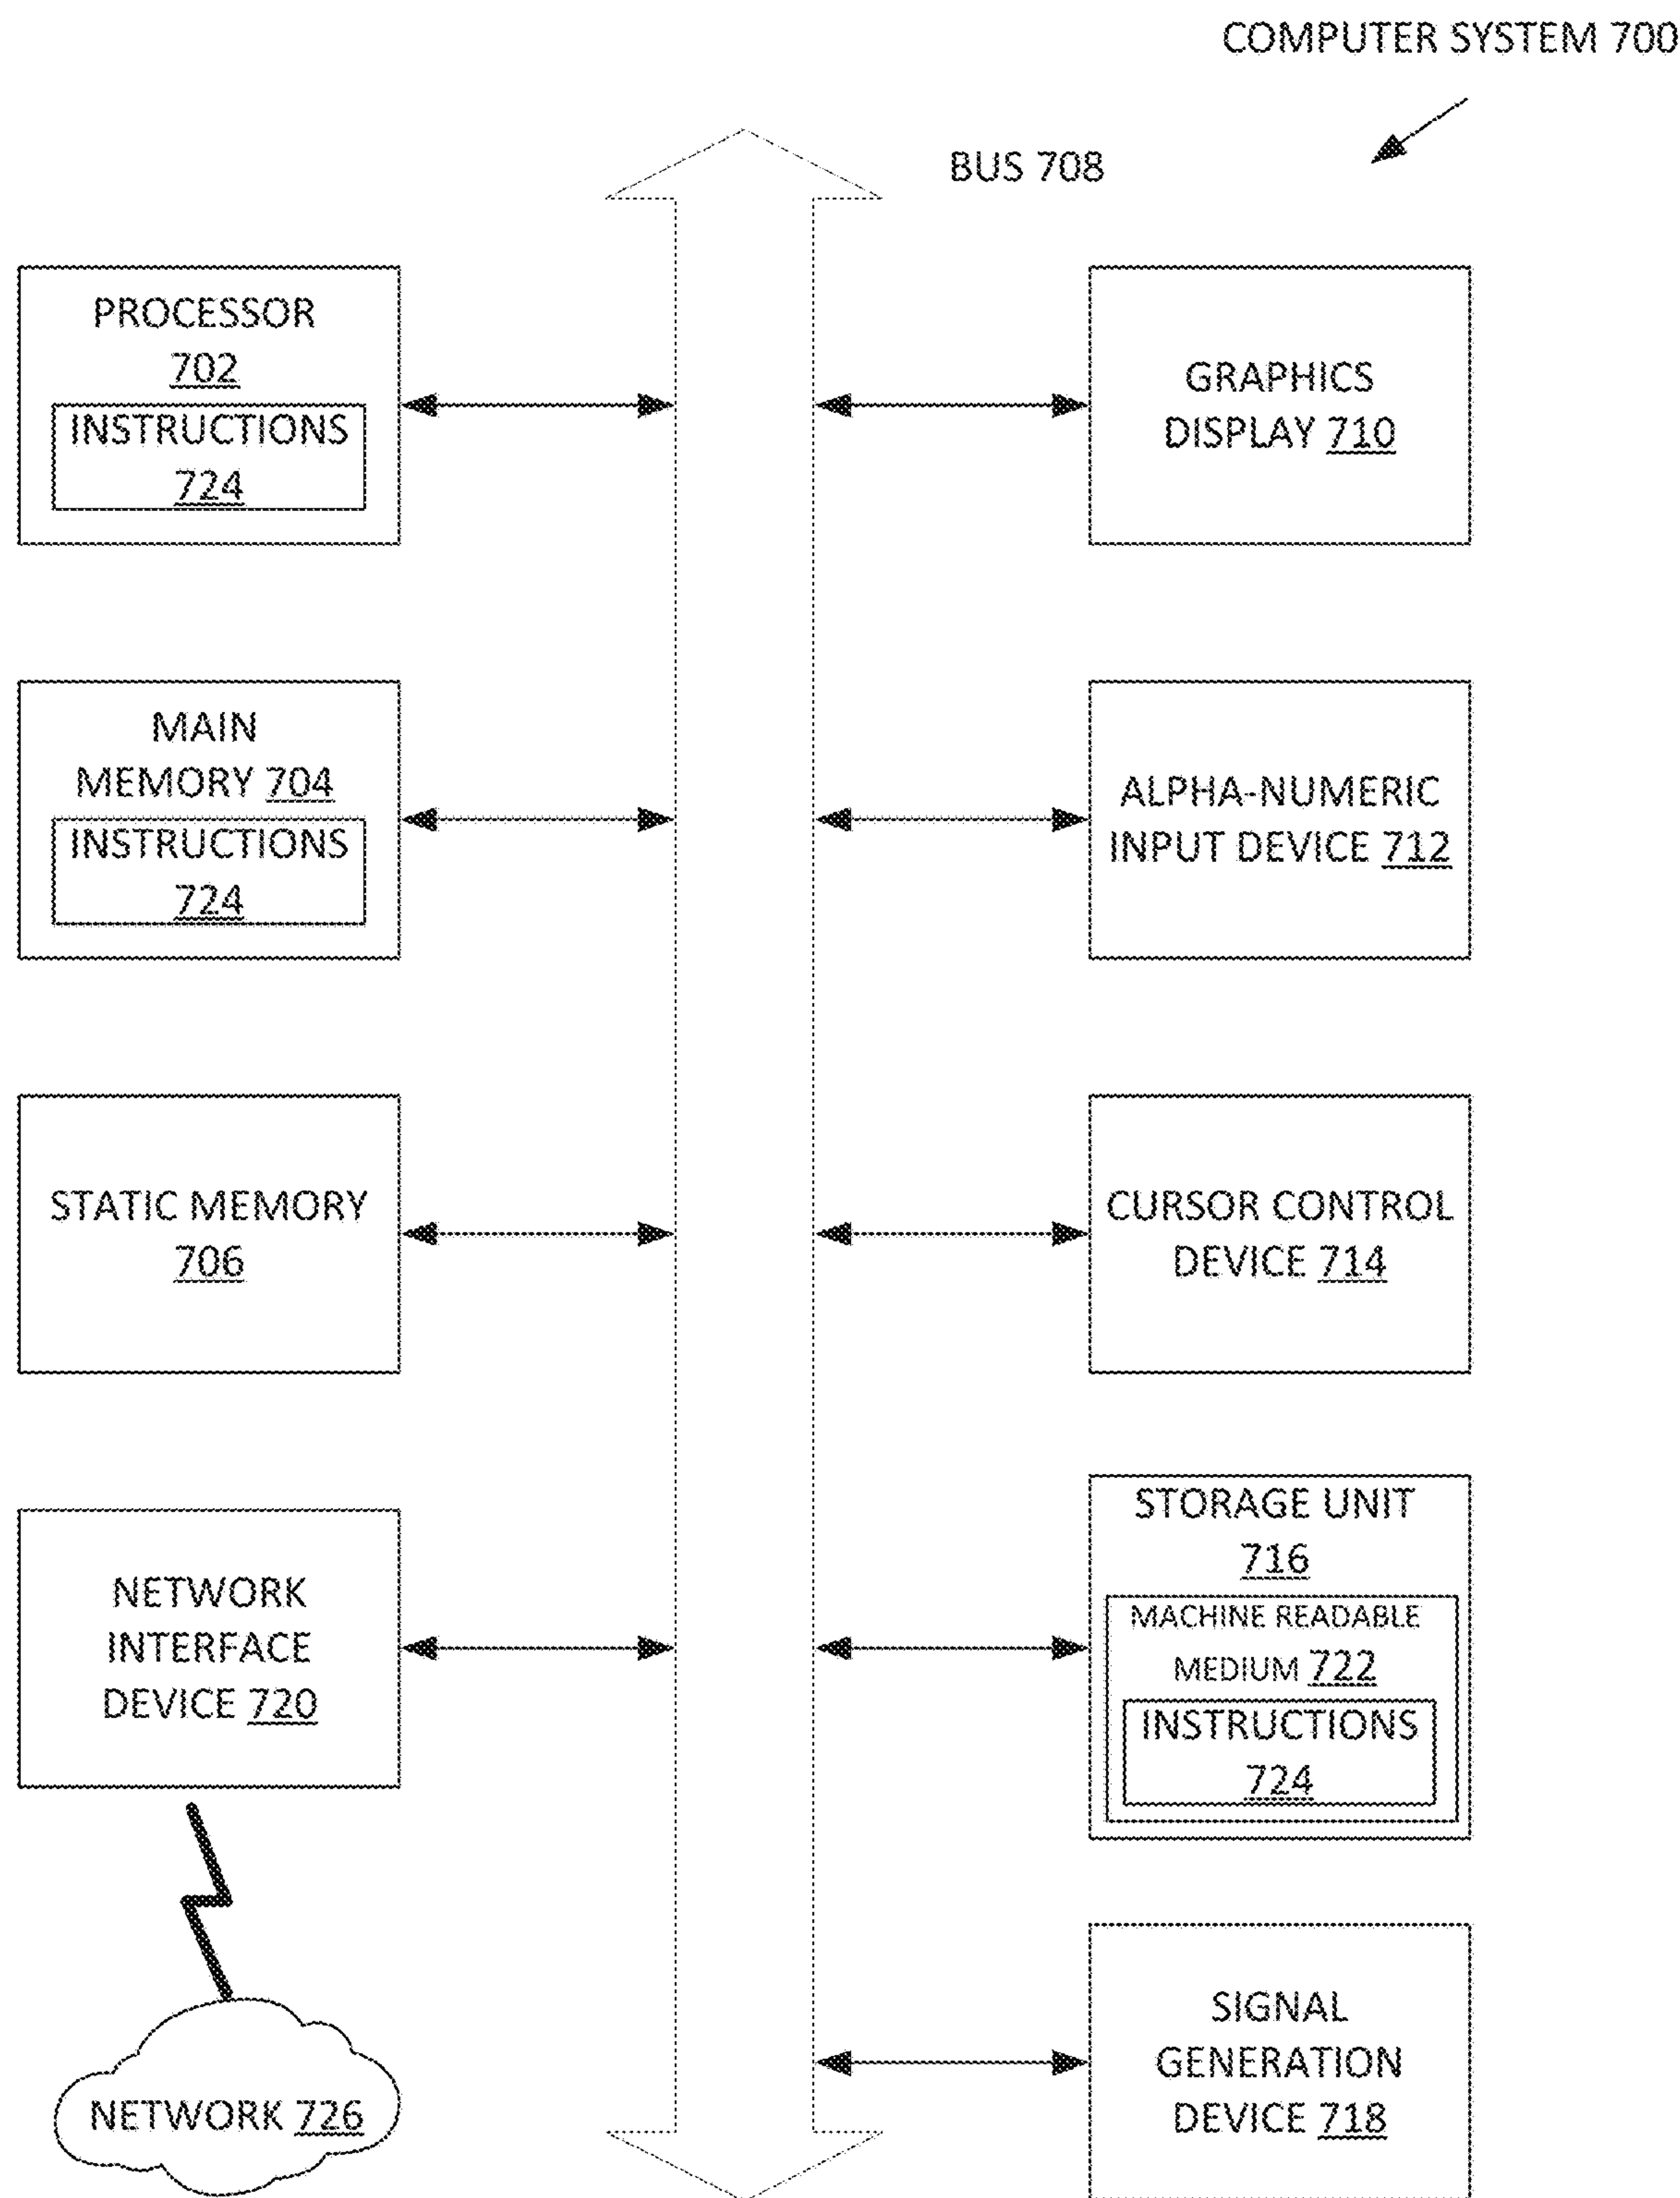 COMPUTER SYSTEM 700
BUS 708
PROCESSOR
702
INSTRUCTIONS
724
GRAPHICS
DISPLAY 710
MAIN
MEMORY 704
INSTRUCTIONS
724
ALPHA-NUMERIC
INPUT DEVICE 712
STATIC MEMORY
706
CURSOR CONTROL
DEVICE 714
NETWORK
INTERFACE
DEVICE 720
STORAGE UNIT
716
MACHINE READABLE
MEDIUM 722
INSTRUCTIONS
724
NETWORK 726
SIGNAL
GENERATION
DEVICE 718